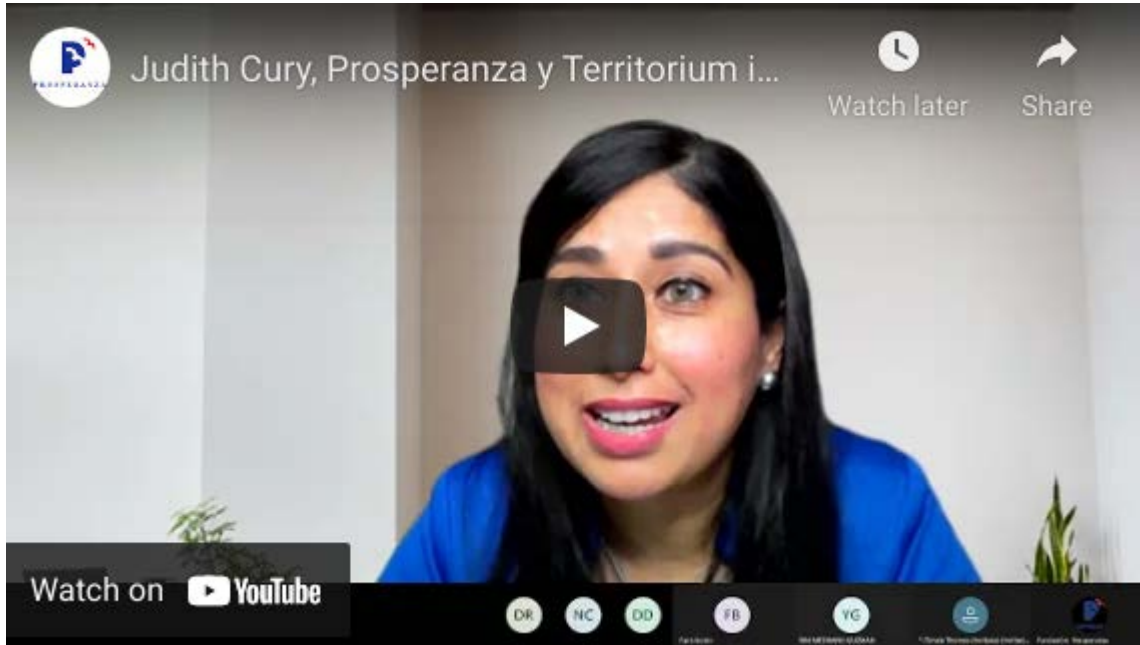 PROSPERANZA
Judith Cury, Prosperanza y Territorium i...
Watch later
Share
Watch on YouTube
DR
NC
DD
FB
YG